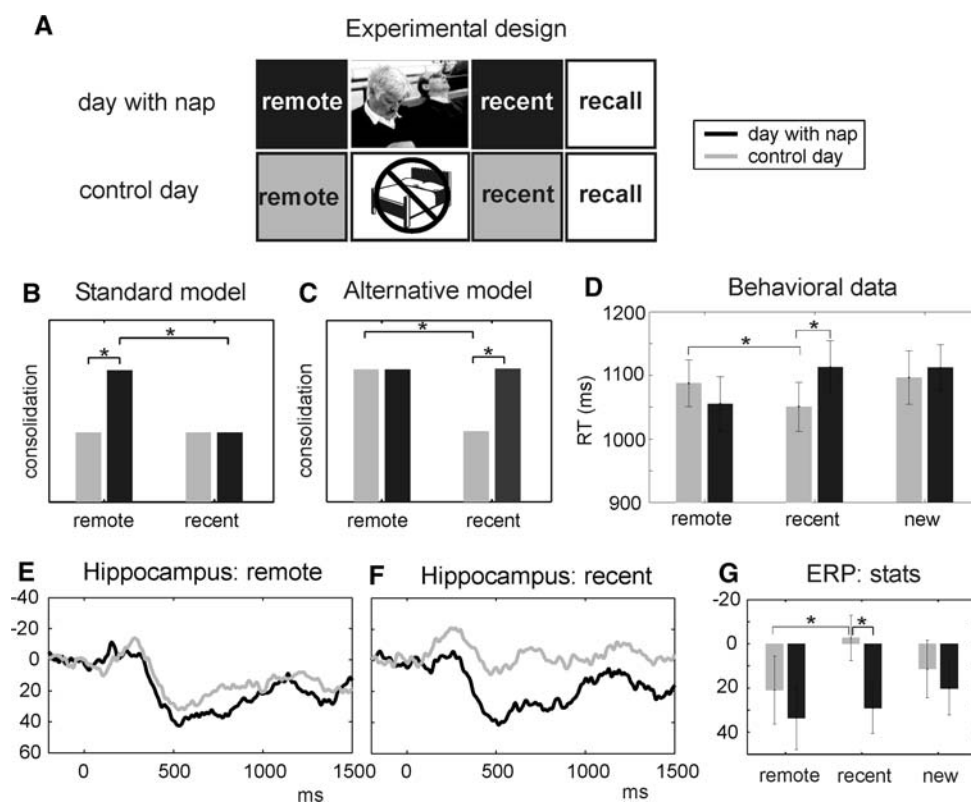 A
Experimental design
day with nap
remote
recent
recall
control day
remote
recent
recall
day with nap
control day
B
Standard model
consolidation
*
*
remote
recent
C
Alternative model
consolidation
*
*
remote
recent
D
Behavioral data
1200
1100
1000
900
RT (ms)
*
*
remote
recent
new
E
Hippocampus: remote
-40
-20
0
20
40
60
0
500
1000
1500
ms
F
Hippocampus: recent
0
500
1000
1500
ms
G
ERP: stats
-20
0
20
40
*
*
remote
recent
new